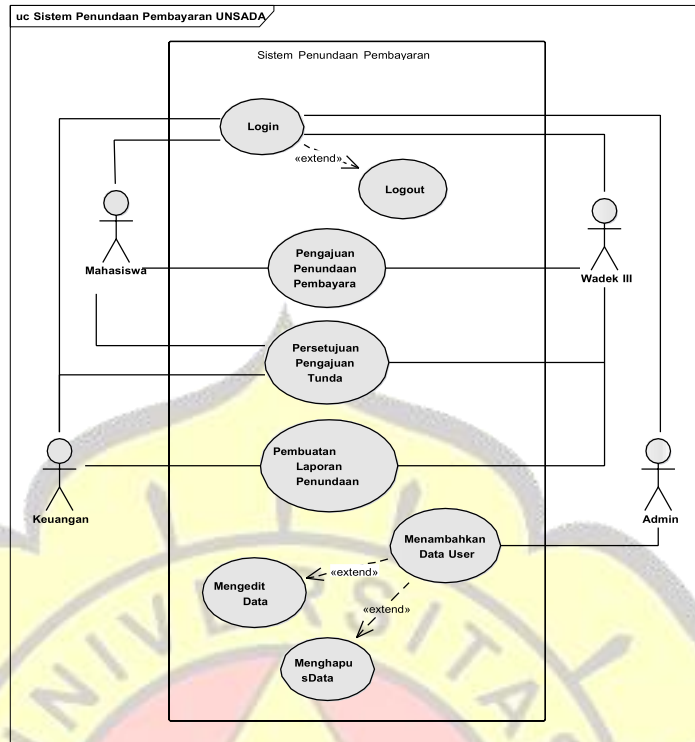 uc Sistem Penundaan Pembayaran UNSADA
Sistem Penundaan Pembayaran
Login
«extend»
Logout
Mahasiswa
Pengajuan
Penundaan
Pembayara
Wadek III
Persetujuan
Pengajuan
Tunda
Keuangan
Pembuatan
Laporan
Penundaan
Admin
Menambahkan
Data User
«extend»
Mengedit
Data
«extend»
Menghapu
sData
UNIVERSITAS